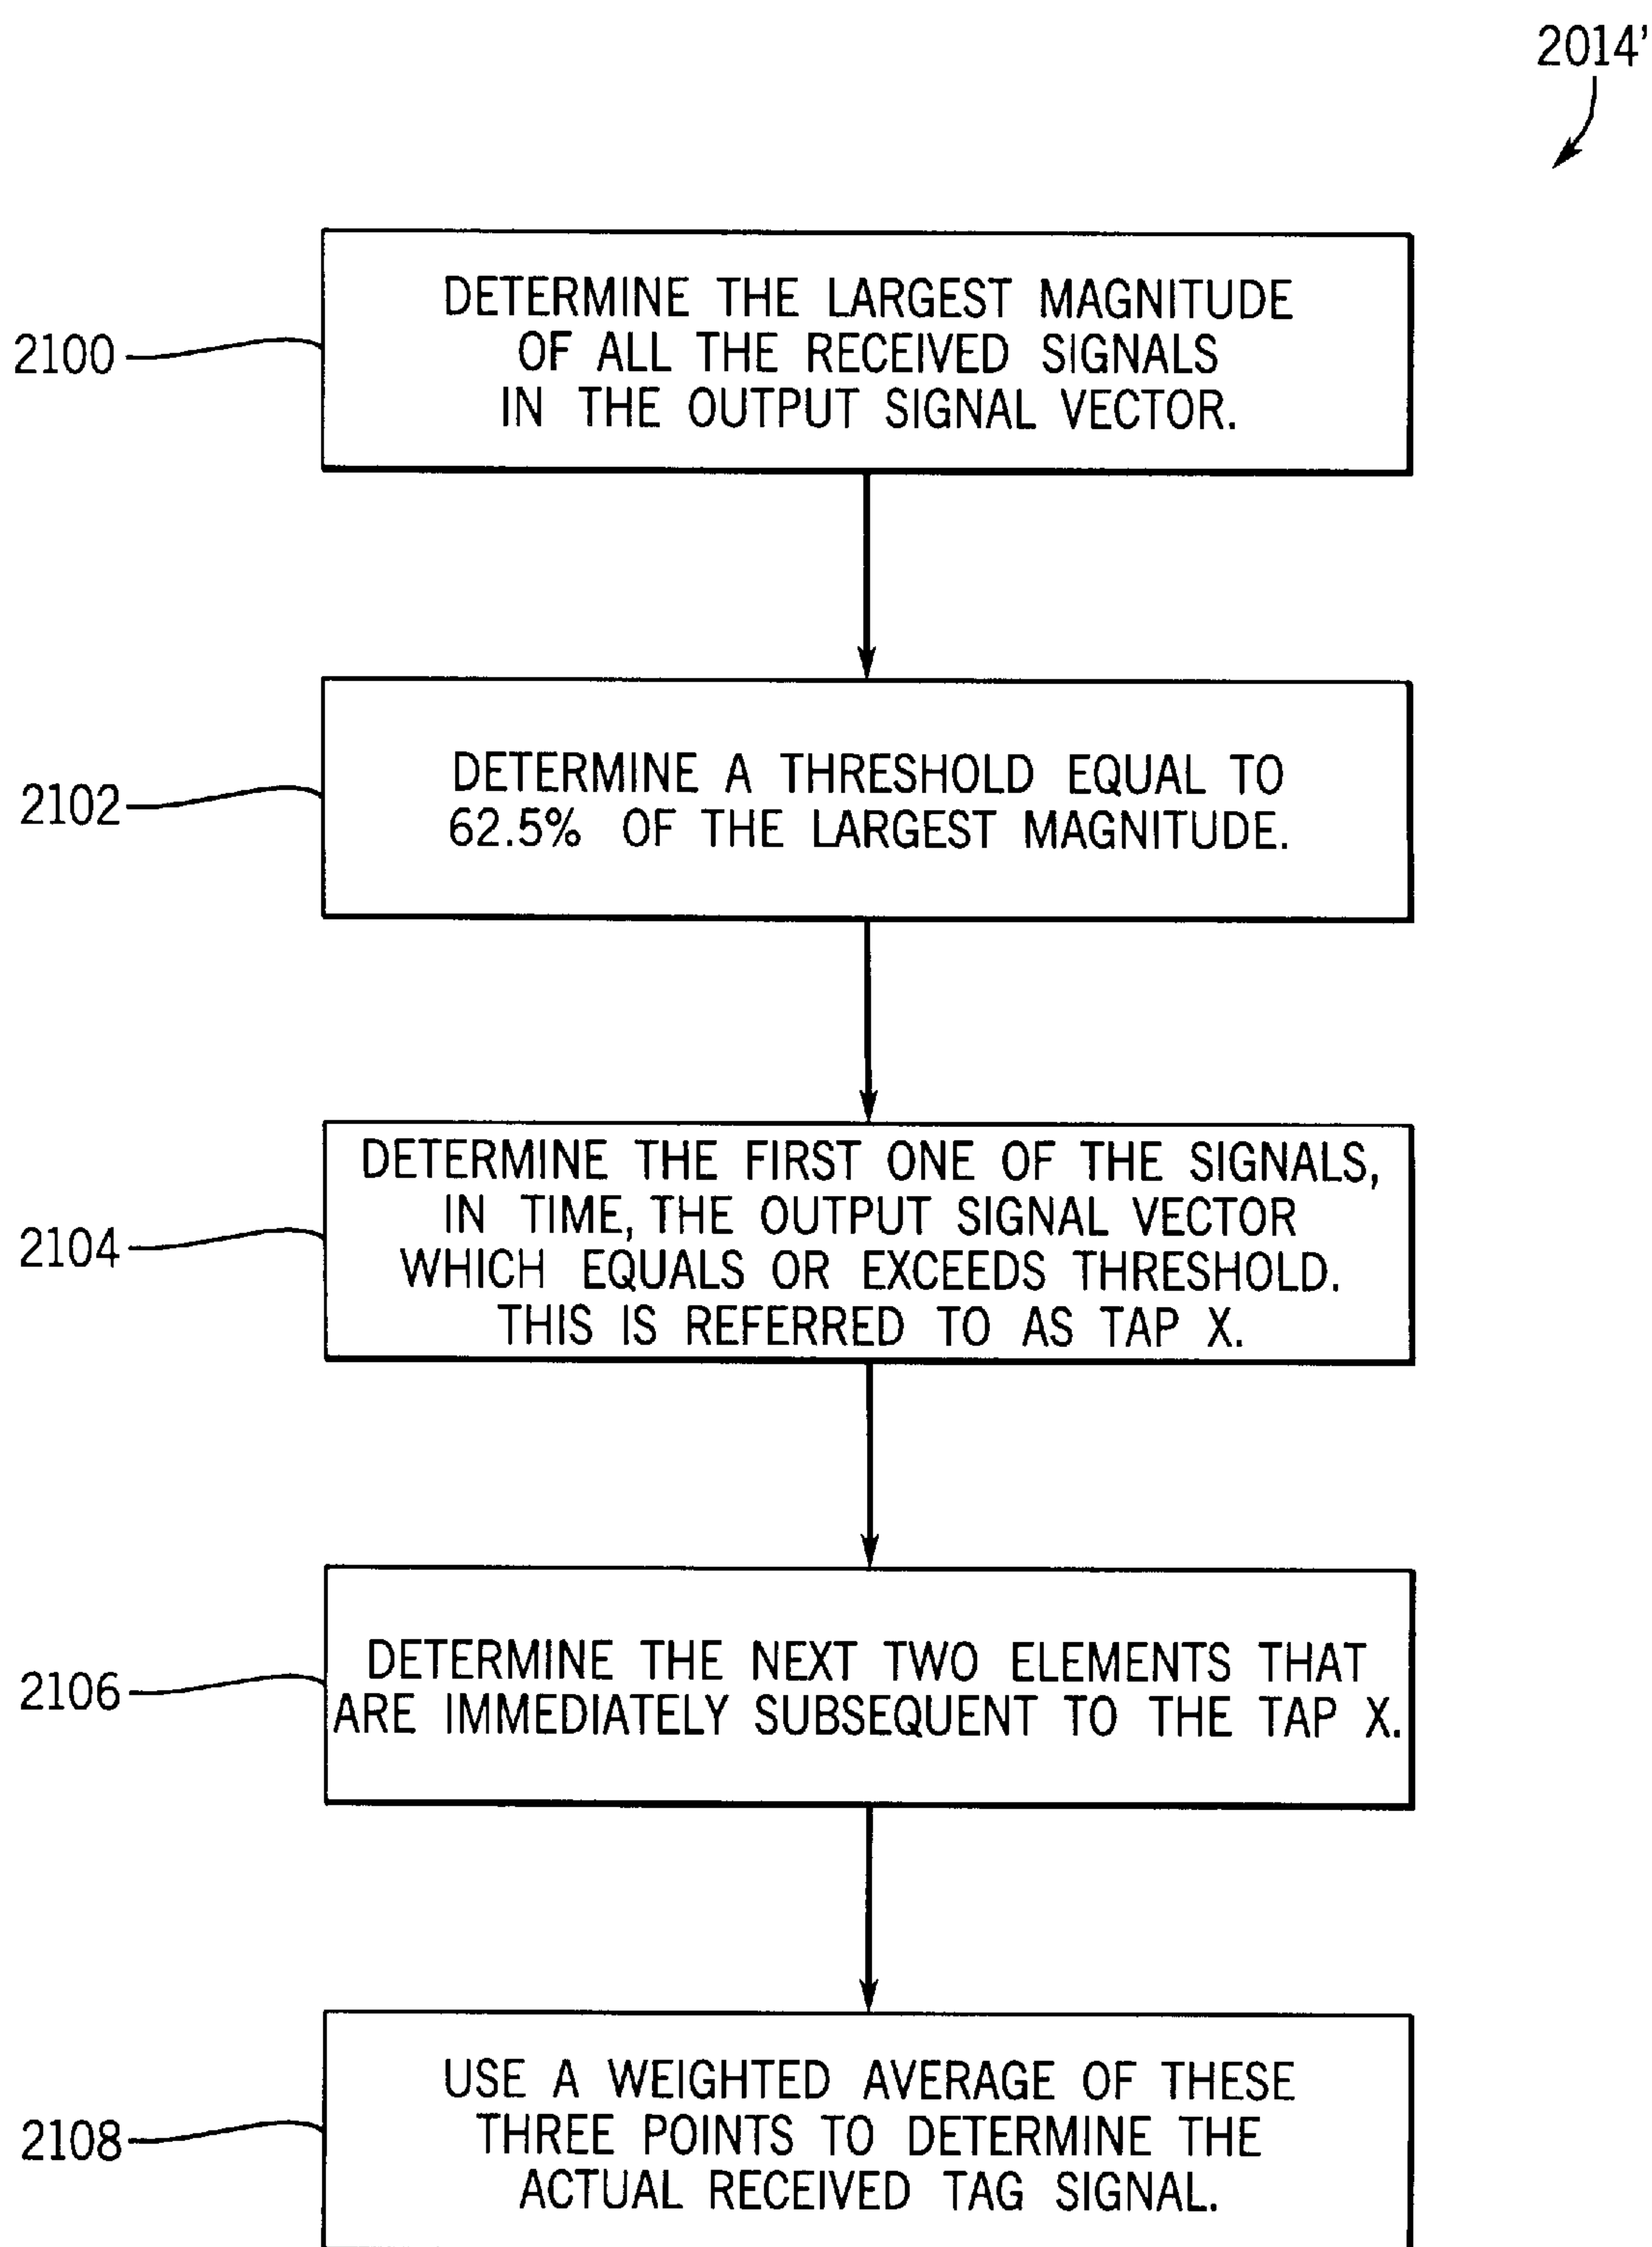 2014'
2100
DETERMINE THE LARGEST MAGNITUDE
OF ALL THE RECEIVED SIGNALS
IN THE OUTPUT SIGNAL VECTOR.
2102
DETERMINE A THRESHOLD EQUAL TO
62.5% OF THE LARGEST MAGNITUDE.
2104
DETERMINE THE FIRST ONE OF THE SIGNALS,
IN TIME, THE OUTPUT SIGNAL VECTOR
WHICH EQUALS OR EXCEEDS THRESHOLD.
THIS IS REFERRED TO AS TAP X.
2106
DETERMINE THE NEXT TWO ELEMENTS THAT
ARE IMMEDIATELY SUBSEQUENT TO THE TAP X.
2108
USE A WEIGHTED AVERAGE OF THESE
THREE POINTS TO DETERMINE THE
ACTUAL RECEIVED TAG SIGNAL.